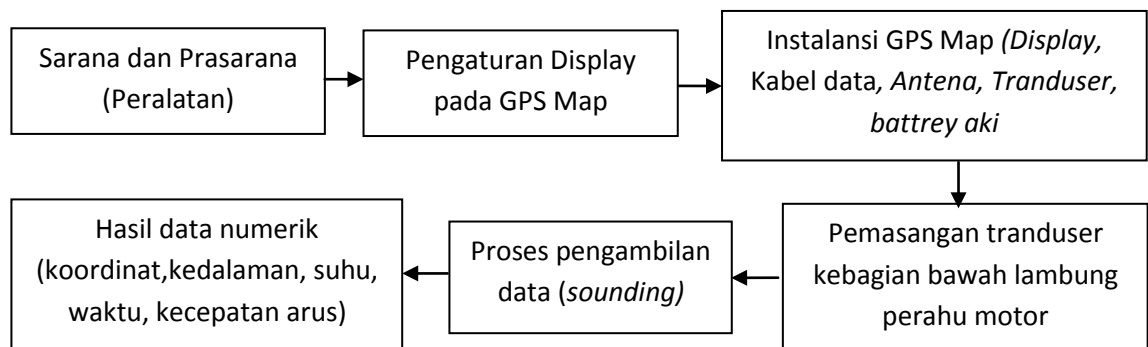 Sarana dan Prasarana
(Peralatan)
Pengaturan Display
pada GPS Map
Instalansi GPS Map (Display,
Kabel data, Antena, Tranduser,
battrey aki
Pemasangan tranduser
kebagian bawah lambung
perahu motor
Proses pengambilan
data (sounding)
Hasil data numerik
(koordinat,kedalaman, suhu,
waktu, kecepatan arus)